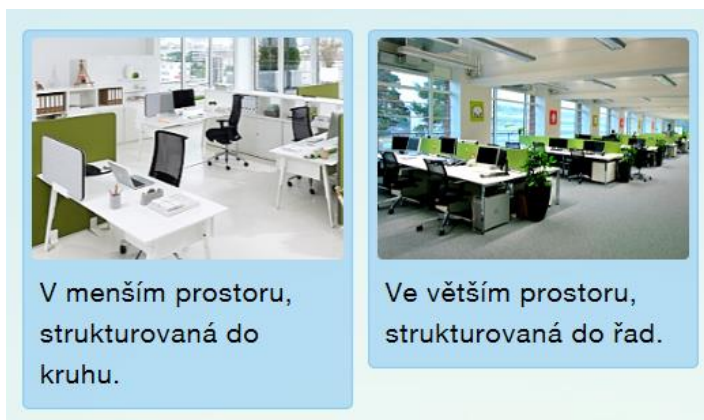 V menším prostoru,
strukturovaná do
kruhu.
Ve větším prostoru,
strukturovaná do řad.